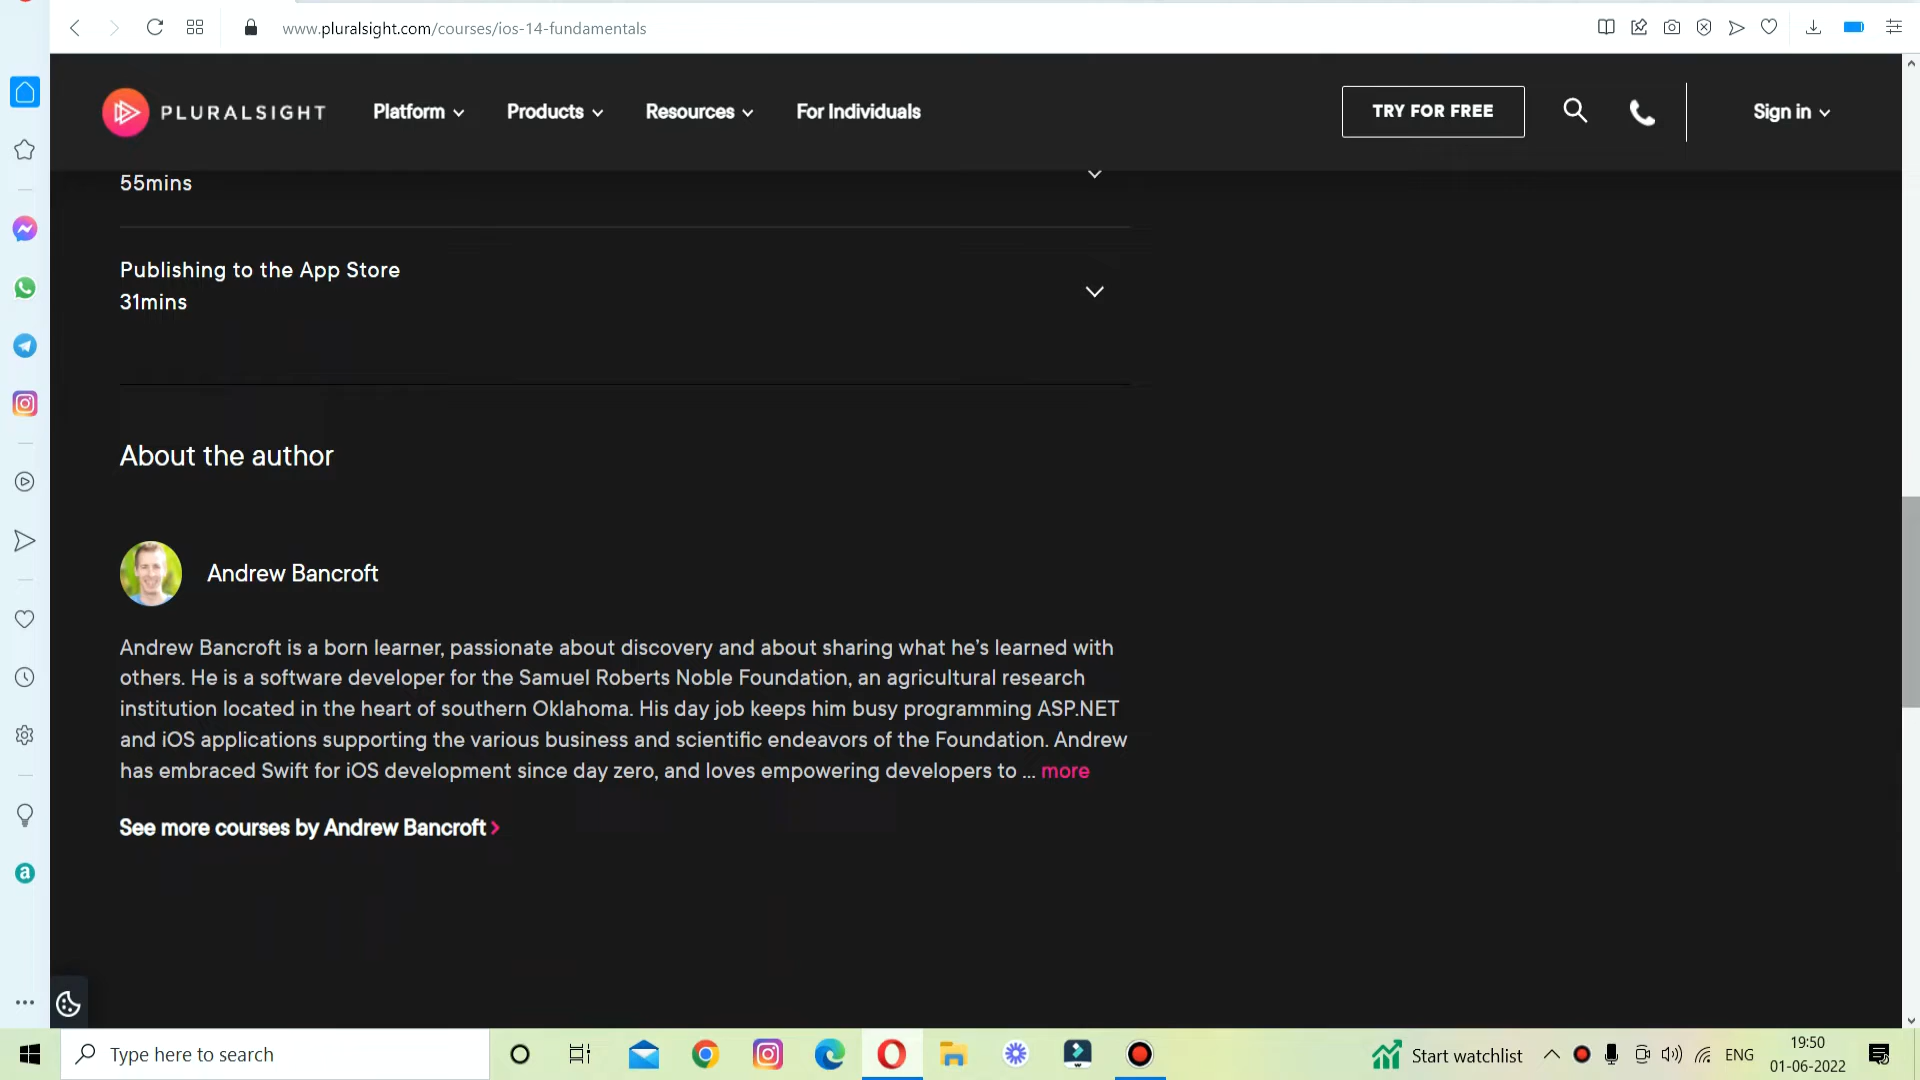 www.pluralsight.com/courses/ios-14-fundamentals
PLURALSIGHT
Platform
Products
Resources
For Individuals
TRY FOR FREE
Sign in
55mins
Publishing to the App Store
31mins
About the author
Andrew Bancroft
Andrew Bancroft is a born learner, passionate about discovery and about sharing what he’s learned with
others. He is a software developer for the Samuel Roberts Noble Foundation, an agricultural research
institution located in the heart of southern Oklahoma. His day job keeps him busy programming ASP.NET
and iOS applications supporting the various business and scientific endeavors of the Foundation. Andrew
has embraced Swift for iOS development since day zero, and loves empowering developers to ... more
See more courses by Andrew Bancroft
a
Type here to search
Start watchlist
ENG
19:50
01-06-2022